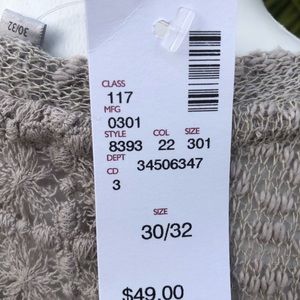 30/32
CLASS
117
MFG
0301
STYLE COL SIZE
8393 22 301
DEPT
34506347
CD
3
SIZE
30/32
$49.00